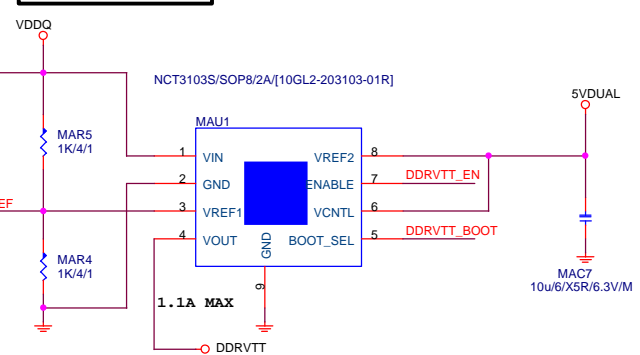 VDDQ
NCT3103S/SOP8/2A/[10GL2-203103-01R]
5VDUAL
MAU1
MAR5
1K/4/1
1 VIN VREF2 8
2 GND ENABLE 7 DDRVTT_EN
EF 3 VREF1 VCNTL 6
4 VOUT BOOT_SEL 5 DDRVTT_BOOT
GND
9
MAR4
1K/4/1
MAC7
10u/6/X5R/6.3V/M
1.1A MAX
DDRVTT